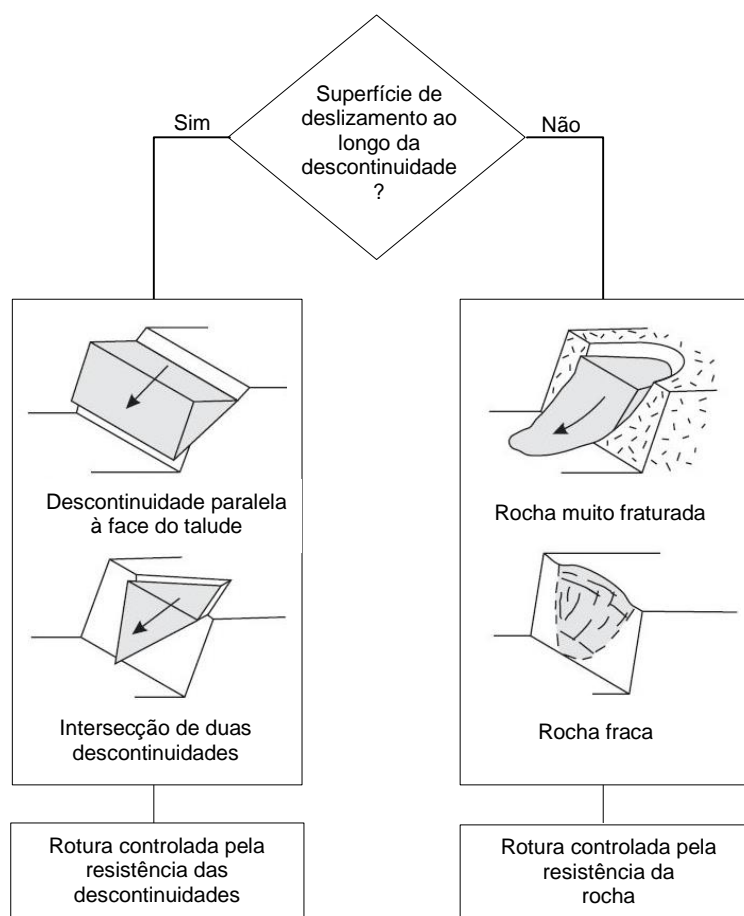 Superfície de
deslizamento ao
longo da
descontinuidade
?
Sim
Não
Descontinuidade paralela
à face do talude
Intersecção de duas
descontinuidades
Rotura controlada pela
resistência das
descontinuidades
Rocha muito fraturada
Rocha fraca
Rotura controlada pela
resistência da
rocha